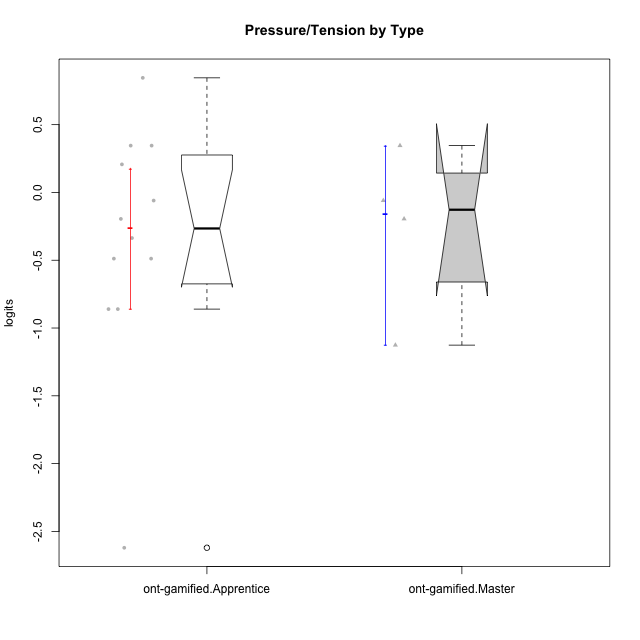 Pressure/Tension by Type
logits
0.5
0.0
-0.5
-1.0
-1.5
-2.0
-2.5
ont-gamified.Apprentice
ont-gamified.Master